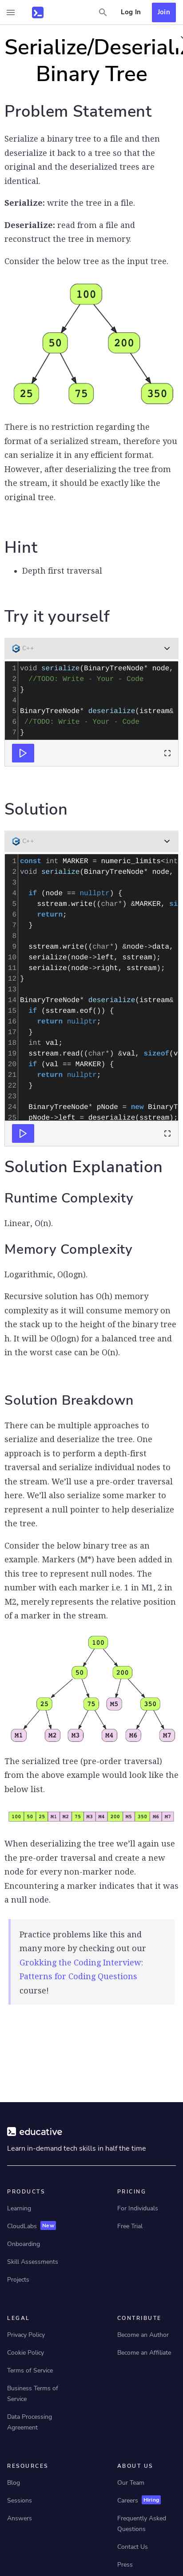 Log In
Join
Serialize/Deserialize
Binary Tree
Problem Statement
Serialize a binary tree to a file and then
deserialize it back to a tree so that the
original and the deserialized trees are
identical.
Serialize: write the tree in a file.
Deserialize: read from a file and
reconstruct the tree in memory.
Consider the below tree as the input tree.
100
50 200
25 75 350
There is no restriction regarding the
format of a serialized stream, therefore you
can serialize it in any efficient format.
However, after deserializing the tree from
the stream, it should be exactly like the
original tree.
Hint
• Depth first traversal
Try it yourself
C++
1 void serialize(BinaryTreeNode* node,
2 //TODO: Write - Your - Code
3 }
4
5 BinaryTreeNode* deserialize(istream&
6 //TODO: Write - Your - Code
7 }
Solution
C++
1 const int MARKER = numeric_limits<int
2 void serialize(BinaryTreeNode* node,
3
4 if (node == nullptr) {
5 sstream.write((char*) &MARKER, si
6 return;
7 }
8
9 sstream.write((char*) &node->data,
10 serialize(node->left, sstream);
11 serialize(node->right, sstream);
12 }
13
14 BinaryTreeNode* deserialize(istream&
15 if (sstream.eof()) {
16 return nullptr;
17 }
18 int val;
19 sstream.read((char*) &val, sizeof(v
20 if (val == MARKER) {
21 return nullptr;
22 }
23
24 BinaryTreeNode* pNode = new BinaryT
25 pNode->left = deserialize(sstream);
Solution Explanation
Runtime Complexity
Linear, O(n).
Memory Complexity
Logarithmic, O(logn).
Recursive solution has O(h) memory
complexity as it will consume memory on
the stack up to the height of the binary tree
h. It will be O(logn) for a balanced tree and
in the worst case can be O(n).
Solution Breakdown
There can be multiple approaches to
serialize and deserialize the tree. One
approach is to perform a depth-first
traversal and serialize individual nodes to
the stream. We’ll use a pre-order traversal
here. We’ll also serialize some marker to
represent a null pointer to help deserialize
the tree.
Consider the below binary tree as an
example. Markers (M*) have been added in
this tree to represent null nodes. The
number with each marker i.e. 1 in M1, 2 in
M2, merely represents the relative position
of a marker in the stream.
100
50 200
25 75 M5 350
M1 M2 M3 M4 M6 M7
The serialized tree (pre-order traversal)
from the above example would look like the
below list.
100 50 25 M1 M2 75 M3 M4 200 M5 350 M6 M7
When deserializing the tree we’ll again use
the pre-order traversal and create a new
node for every non-marker node.
Encountering a marker indicates that it was
a null node.
Practice problems like this and
many more by checking out our
Grokking the Coding Interview:
Patterns for Coding Questions
course!
educative
Learn in-demand tech skills in half the time
PRODUCTS
Learning
CloudLabs New
Onboarding
Skill Assessments
Projects
PRICING
For Individuals
Free Trial
LEGAL
Privacy Policy
Cookie Policy
Terms of Service
Business Terms of
Service
Data Processing
Agreement
CONTRIBUTE
Become an Author
Become an Affiliate
RESOURCES
Blog
Sessions
Answers
ABOUT US
Our Team
Careers Hiring
Frequently Asked
Questions
Contact Us
Press